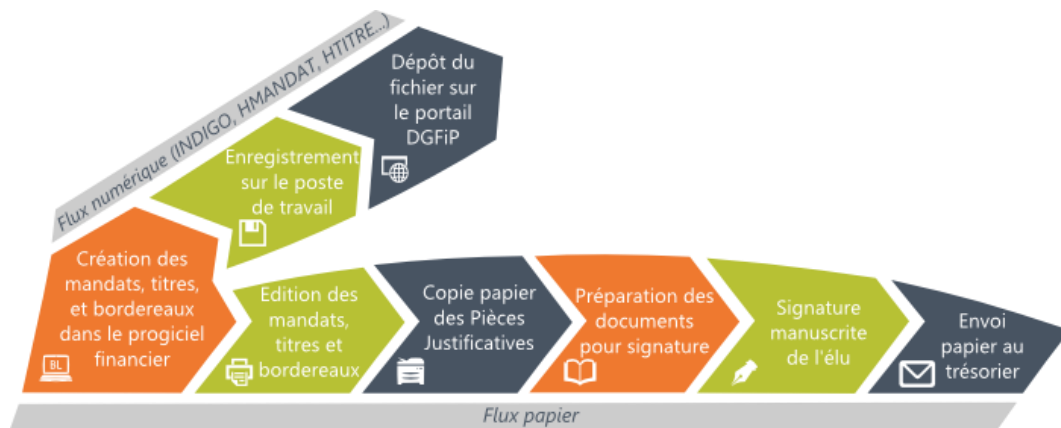 Flux numérique (INDIGO, HMANDAT, HTITRE...)
Dépôt du
fichier sur
le portail
DGFiP
Enregistrement
sur le poste
de travail
Création des
mandats, titres,
et bordereaux
dans le progiciel
financier
BL
Edition des
mandats,
titres et
bordereaux
Copie papier
des Pièces
Justificatives
Préparation des
documents
pour signature
Signature
manuscrite
de l'élu
Envoi
papier au
trésorier
Flux papier